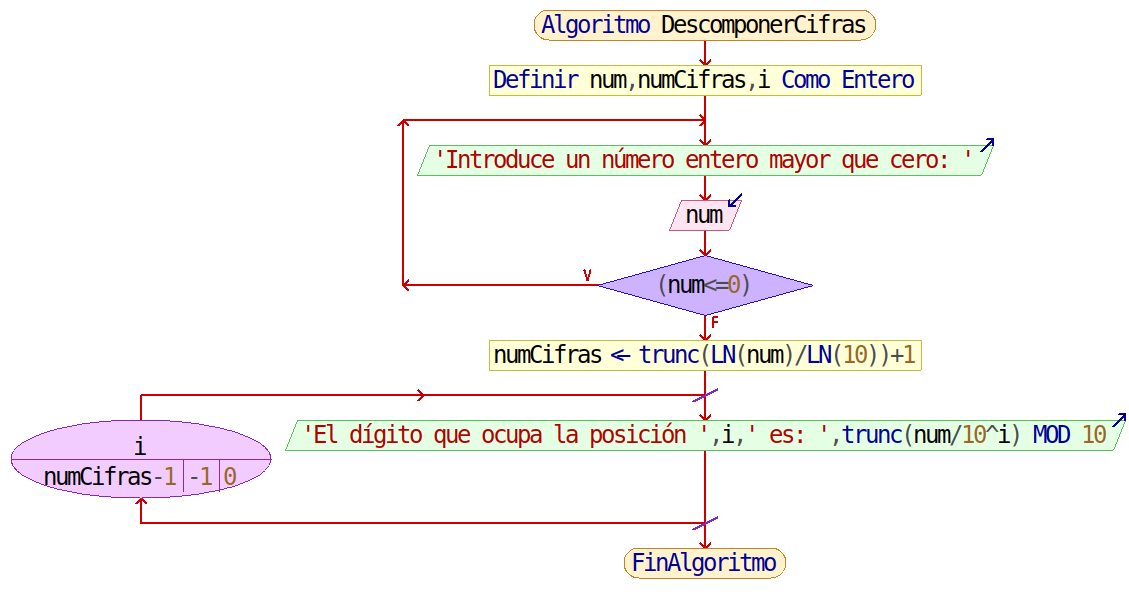 Algoritmo DescomponerCifras
Definir num,numCifras,i Como Entero
'Introduce un número entero mayor que cero: '
num
V
(num<=0)
F
numCifras <- trunc(LN(num)/LN(10))+1
'El dígito que ocupa la posición ',i,' es: ',trunc(num/10^i) MOD 10
i
numCifras-1 -1 0
FinAlgoritmo